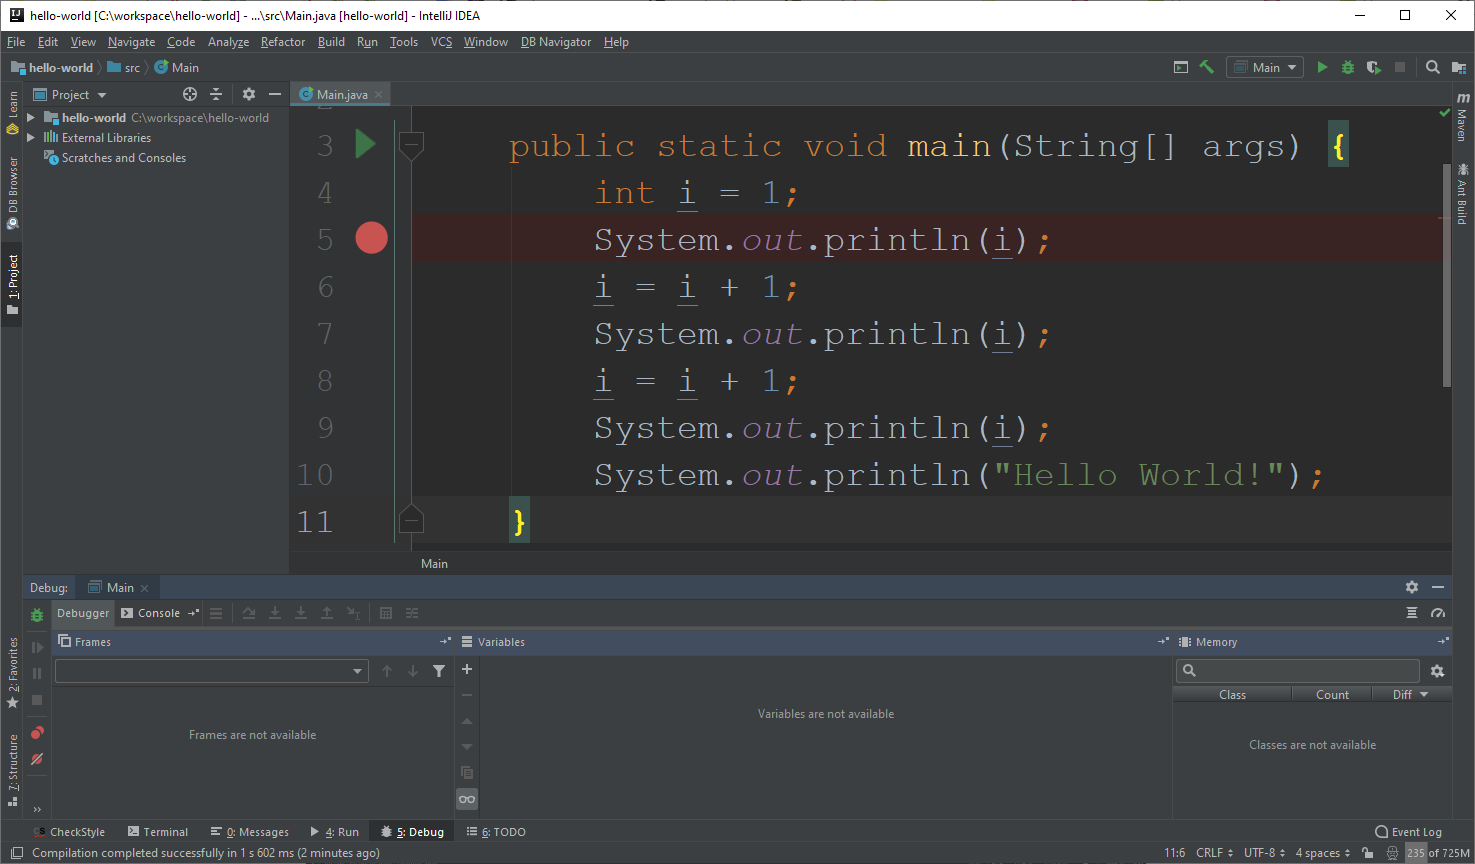 hello-world [C:\workspace\hello-world] - ...\src\Main.java [hello-world] - IntelliJ IDEA
File Edit View Navigate Code Analyze Refactor Build Run Tools VCS Window DB Navigator Help
hello-world src Main
Main
Project
Main.java
hello-world C:\workspace\hello-world
External Libraries
Scratches and Consoles
Learn
DB Browser
1: Project
2: Favorites
7: Structure
3 public static void main(String[] args) {
4 int i = 1;
5 System.out.println(i);
6 i = i + 1;
7 System.out.println(i);
8 i = i + 1;
9 System.out.println(i);
10 System.out.println("Hello World!");
11 }
Main
m Maven
Ant Build
Debug: Main
Debugger Console
Frames
Variables
Memory
Class Count Diff
Frames are not available
Variables are not available
Classes are not available
CheckStyle Terminal 0: Messages 4: Run 5: Debug 6: TODO Event Log
Compilation completed successfully in 1 s 602 ms (2 minutes ago) 11:6 CRLF UTF-8 4 spaces 235 of 725M